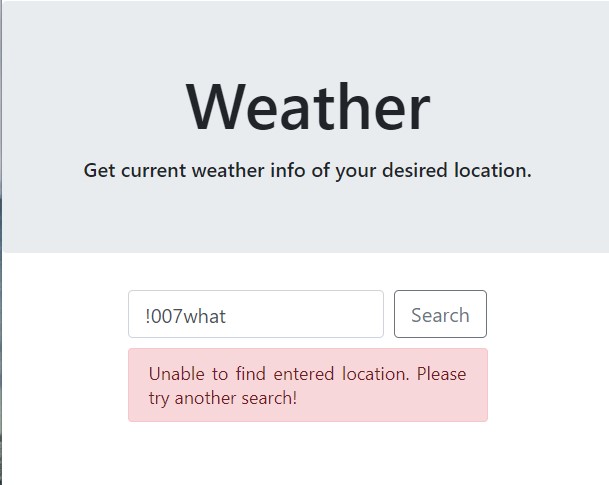 Weather
Get current weather info of your desired location.
!007what
Search
Unable to find entered location. Please
try another search!